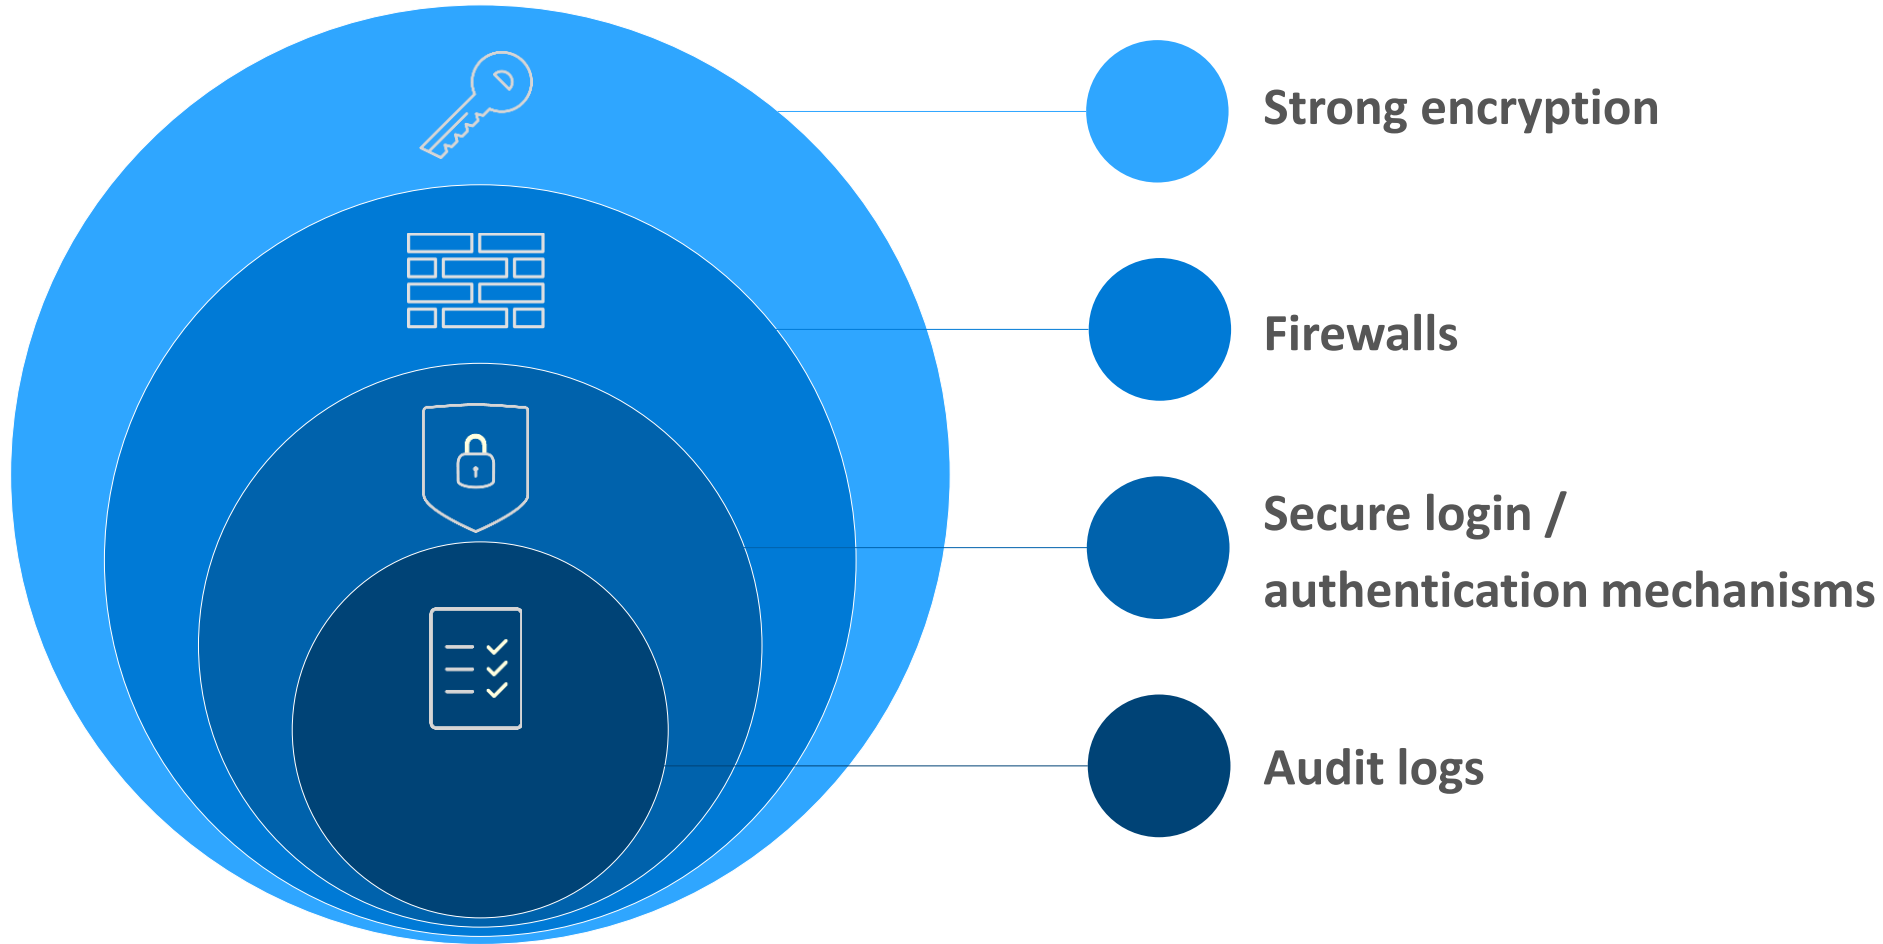 Strong encryption
Firewalls
Secure login /
authentication mechanisms
Audit logs